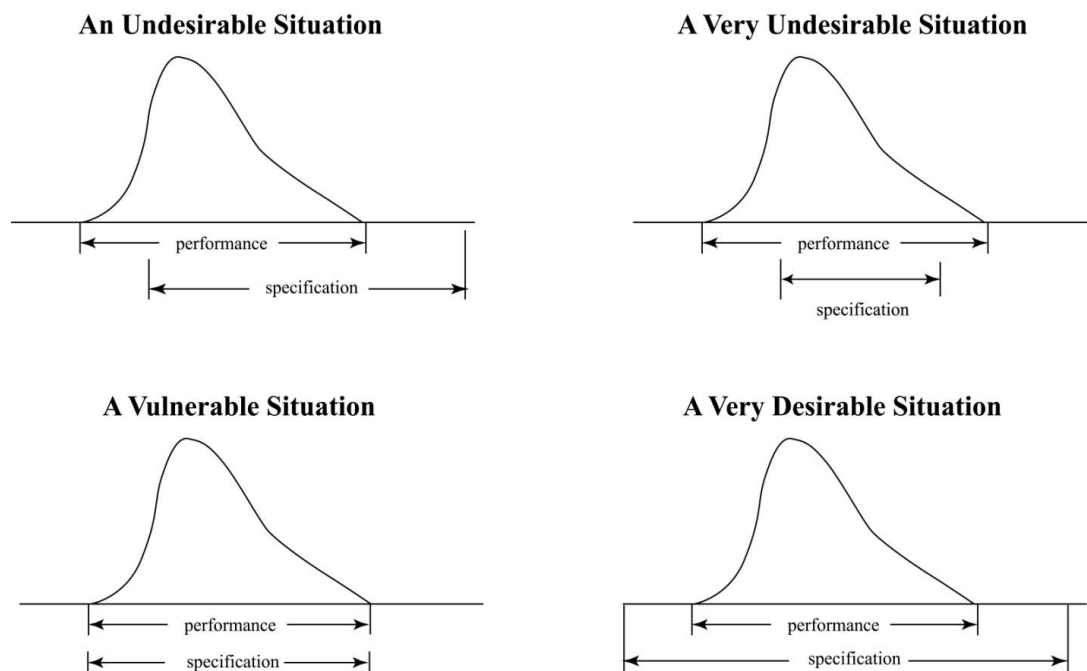 An Undesirable Situation
performance
specification
A Very Undesirable Situation
performance
specification
A Vulnerable Situation
performance
specification
A Very Desirable Situation
performance
specification